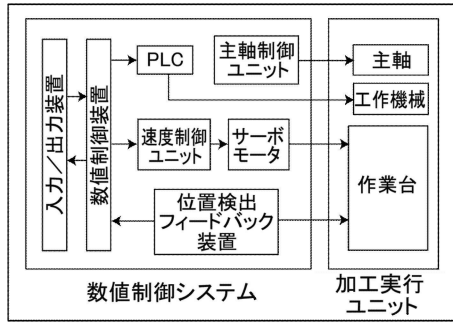 入力／出力装置
数値制御装置
PLC
主軸制御
ユニット
主軸
工作機械
速度制御
ユニット
サーボ
モータ
作業台
位置検出
フィードバック
装置
数値制御システム
加工実行
ユニット